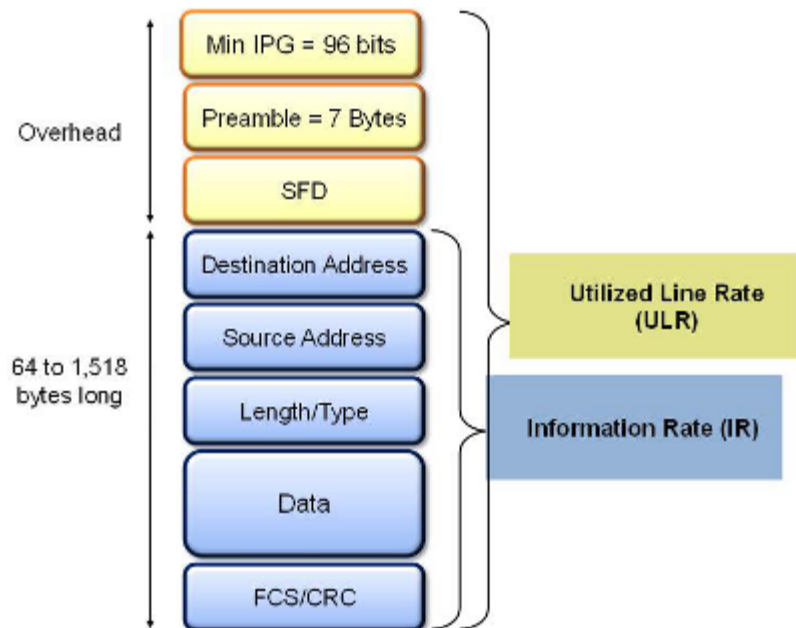 Min IPG = 96 bits
Preamble = 7 Bytes
Overhead
SFD
Destination Address
Utilized Line Rate
(ULR)
Source Address
64 to 1,518
bytes long
Length/Type
Information Rate (IR)
Data
FCS/CRC